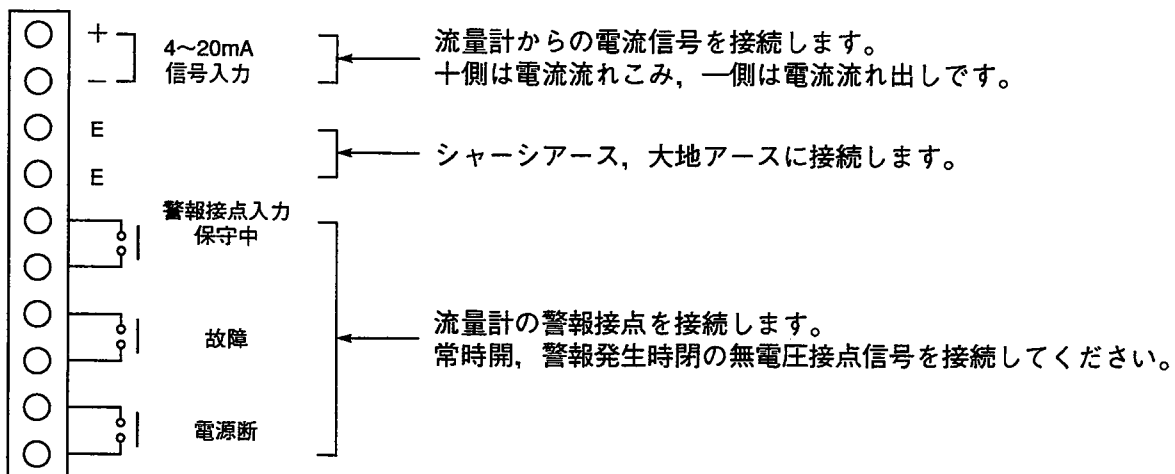 +
4～20mA
信号入力
−
流量計からの電流信号を接続します。
＋側は電流流れこみ，−側は電流流れ出しです。
E
E
シャーシアース，大地アースに接続します。
警報接点入力
保守中
故障
流量計の警報接点を接続します。
常時開，警報発生時閉の無電圧接点信号を接続してください。
電源断